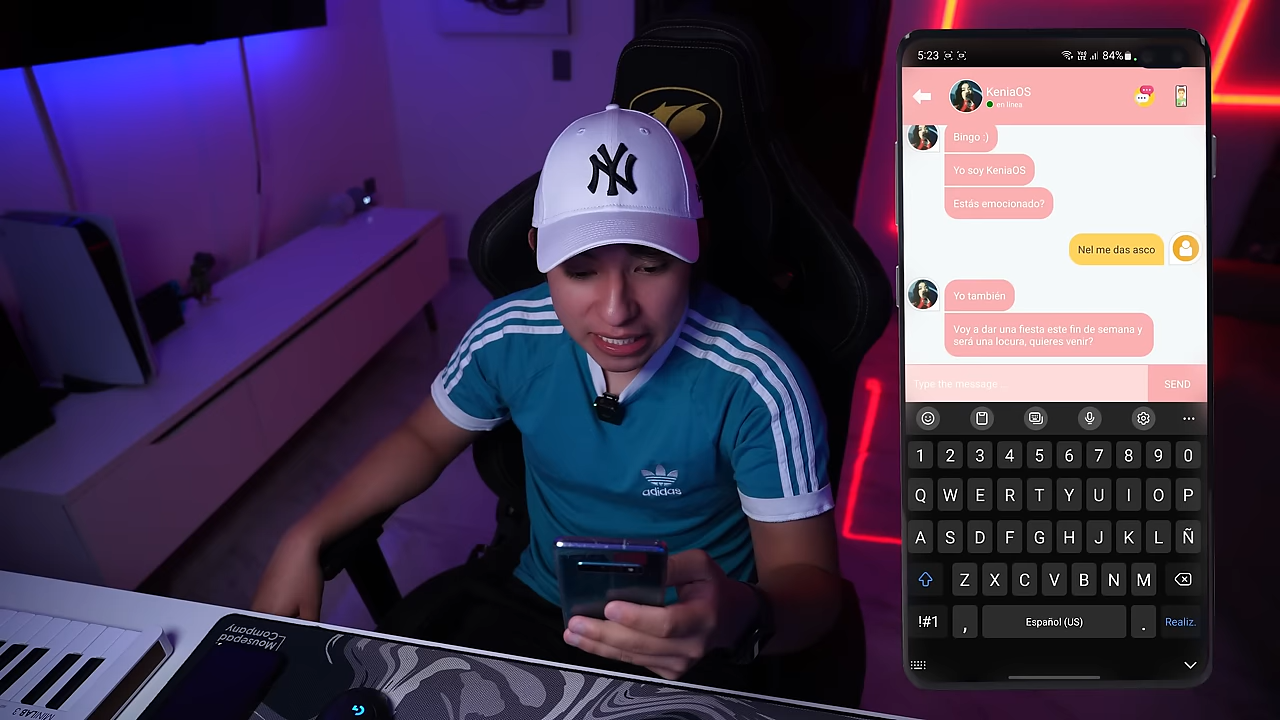 5:23
84%
KeniaOS
en línea
Bingo :)
Yo soy KeniaOS
Estás emocionado?
Nel me das asco
Yo también
Voy a dar una fiesta este fin de semana y
será una locura, quieres venir?
Type the message ...
SEND
1 2 3 4 5 6 7 8 9 0
Q W E R T Y U I O P
A S D F G H J K L Ñ
Z X C V B N M
!#1 , Español (US) . Realiz.
NY
adidas
Mousepad
Company
MINILAB 3